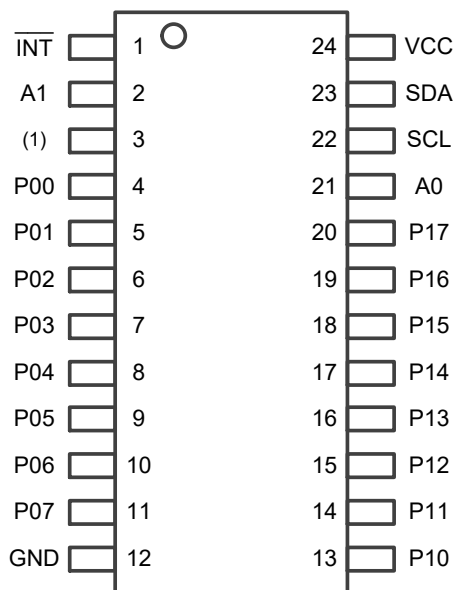 I̅N̅T̅ 1 24 VCC
A1 2 23 SDA
(1) 3 22 SCL
P00 4 21 A0
P01 5 20 P17
P02 6 19 P16
P03 7 18 P15
P04 8 17 P14
P05 9 16 P13
P06 10 15 P12
P07 11 14 P11
GND 12 13 P10